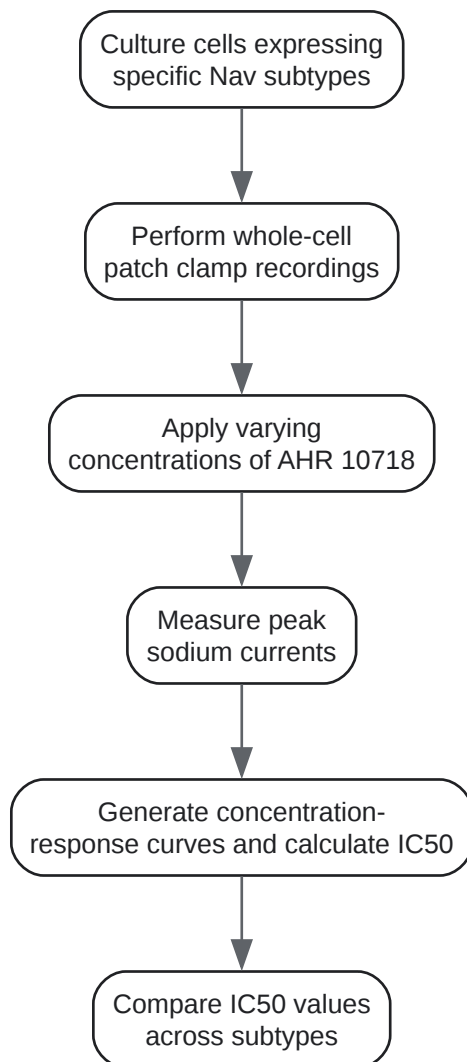 Culture cells expressing
specific Nav subtypes
Perform whole-cell
patch clamp recordings
Apply varying
concentrations of AHR 10718
Measure peak
sodium currents
Generate concentration-
response curves and calculate IC50
Compare IC50 values
across subtypes